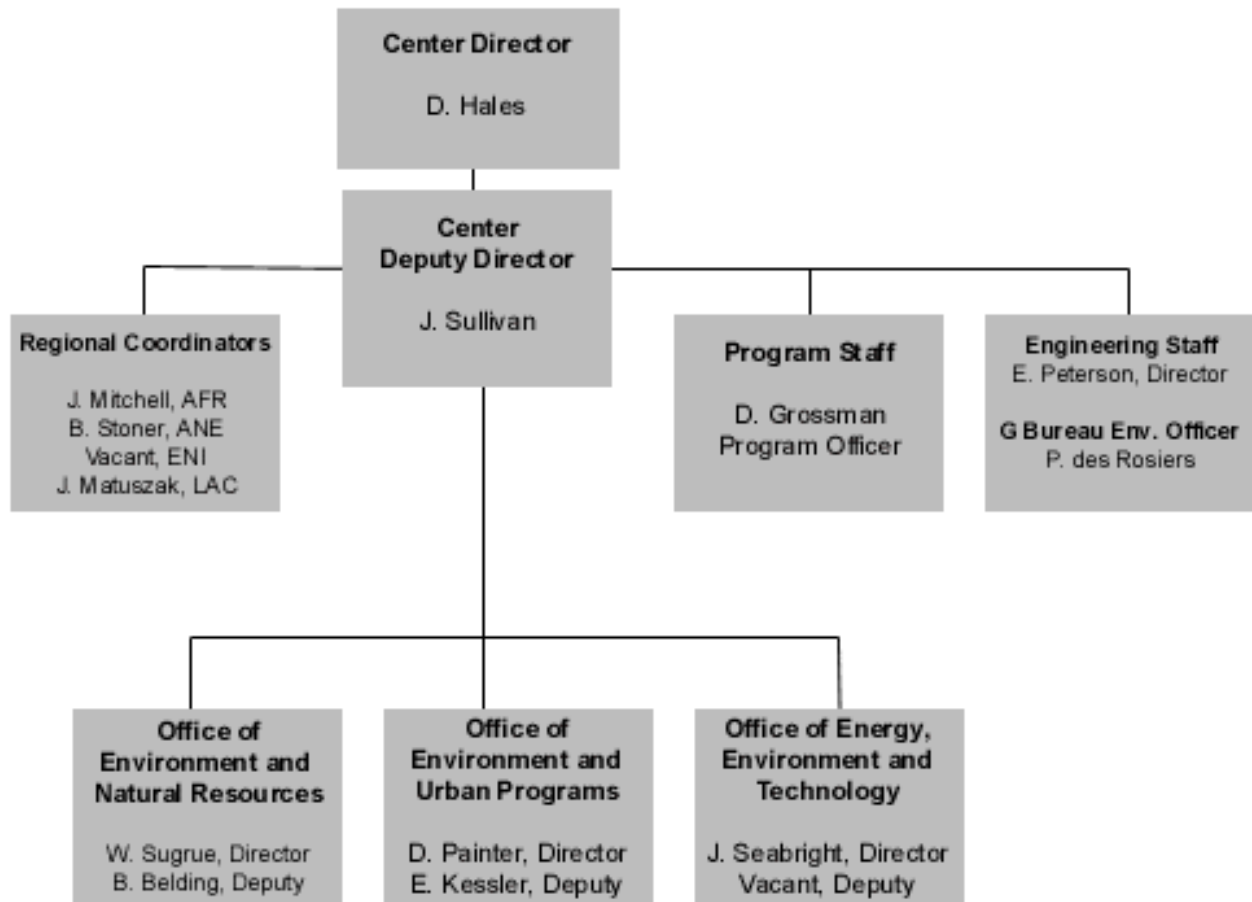 Center Director
D. Hales
Center
Deputy Director
J. Sullivan
Regional Coordinators
J. Mitchell, AFR
B. Stoner, ANE
Vacant, ENI
J. Matuszak, LAC
Program Staff
D. Grossman
Program Officer
Engineering Staff
E. Peterson, Director
G Bureau Env. Officer
P. des Rosiers
Office of
Environment and
Natural Resources
W. Sugrue, Director
B. Belding, Deputy
Office of
Environment and
Urban Programs
D. Painter, Director
E. Kessler, Deputy
Office of Energy,
Environment and
Technology
J. Seabright, Director
Vacant, Deputy